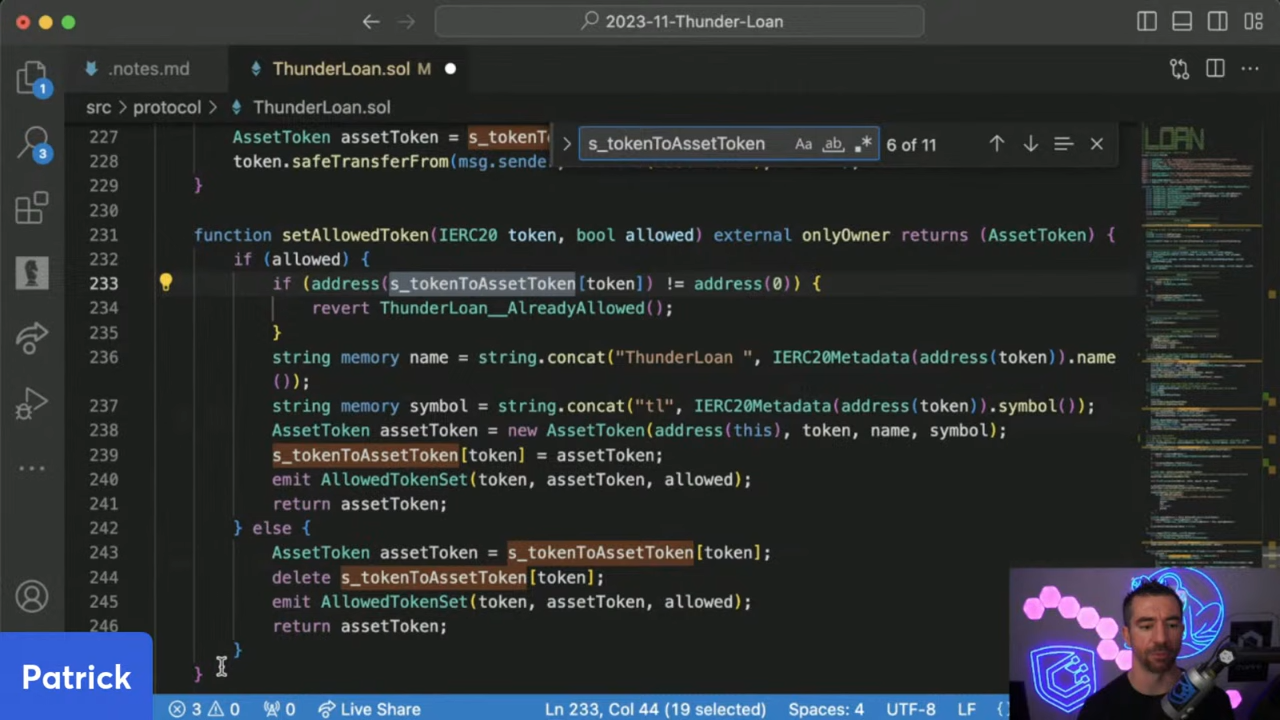 2023-11-Thunder-Loan
.notes.md
ThunderLoan.sol M
src > protocol > ThunderLoan.sol
s_tokenToAssetToken
Aa ab .* 6 of 11
227 AssetToken assetToken = s_tokenT
228 token.safeTransferFrom(msg.sende
229 }
230
231 function setAllowedToken(IERC20 token, bool allowed) external onlyOwner returns (AssetToken) {
232 if (allowed) {
233 if (address(s_tokenToAssetToken[token]) != address(0)) {
234 revert ThunderLoan__AlreadyAllowed();
235 }
236 string memory name = string.concat("ThunderLoan ", IERC20Metadata(address(token)).name
());
237 string memory symbol = string.concat("tl", IERC20Metadata(address(token)).symbol());
238 AssetToken assetToken = new AssetToken(address(this), token, name, symbol);
239 s_tokenToAssetToken[token] = assetToken;
240 emit AllowedTokenSet(token, assetToken, allowed);
241 return assetToken;
242 } else {
243 AssetToken assetToken = s_tokenToAssetToken[token];
244 delete s_tokenToAssetToken[token];
245 emit AllowedTokenSet(token, assetToken, allowed);
246 return assetToken;
}
}
1
3
LOAN
Patrick
3 0 0 Live Share Ln 233, Col 44 (19 selected) Spaces: 4 UTF-8 LF {